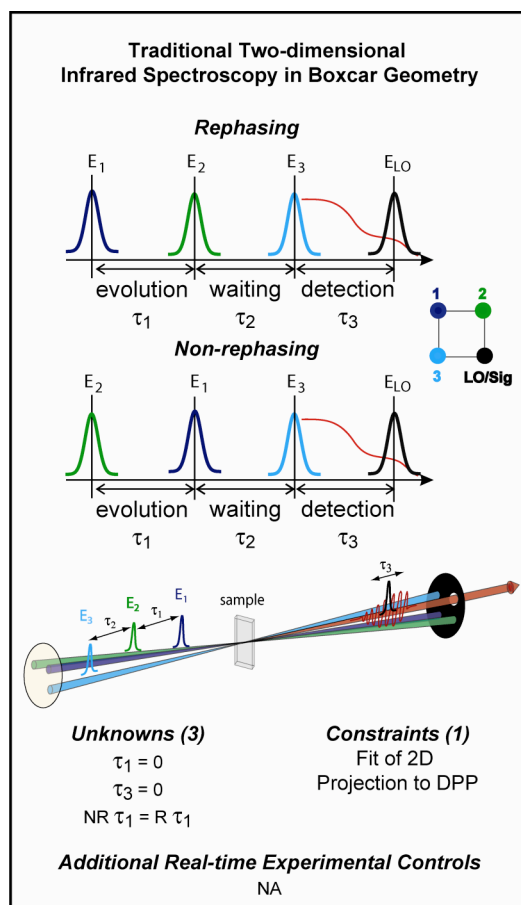 Traditional Two-dimensional
Infrared Spectroscopy in Boxcar Geometry
Rephasing
E1 E2 E3 ELO
evolution waiting detection
τ1 τ2 τ3
1 2
3 LO/Sig
Non-rephasing
E2 E1 E3 ELO
evolution waiting detection
τ1 τ2 τ3
τ3
sample
E3 E2 E1
τ2 τ1
Unknowns (3)
τ1 = 0
τ3 = 0
NR τ1 = R τ1
Constraints (1)
Fit of 2D
Projection to DPP
Additional Real-time Experimental Controls
NA